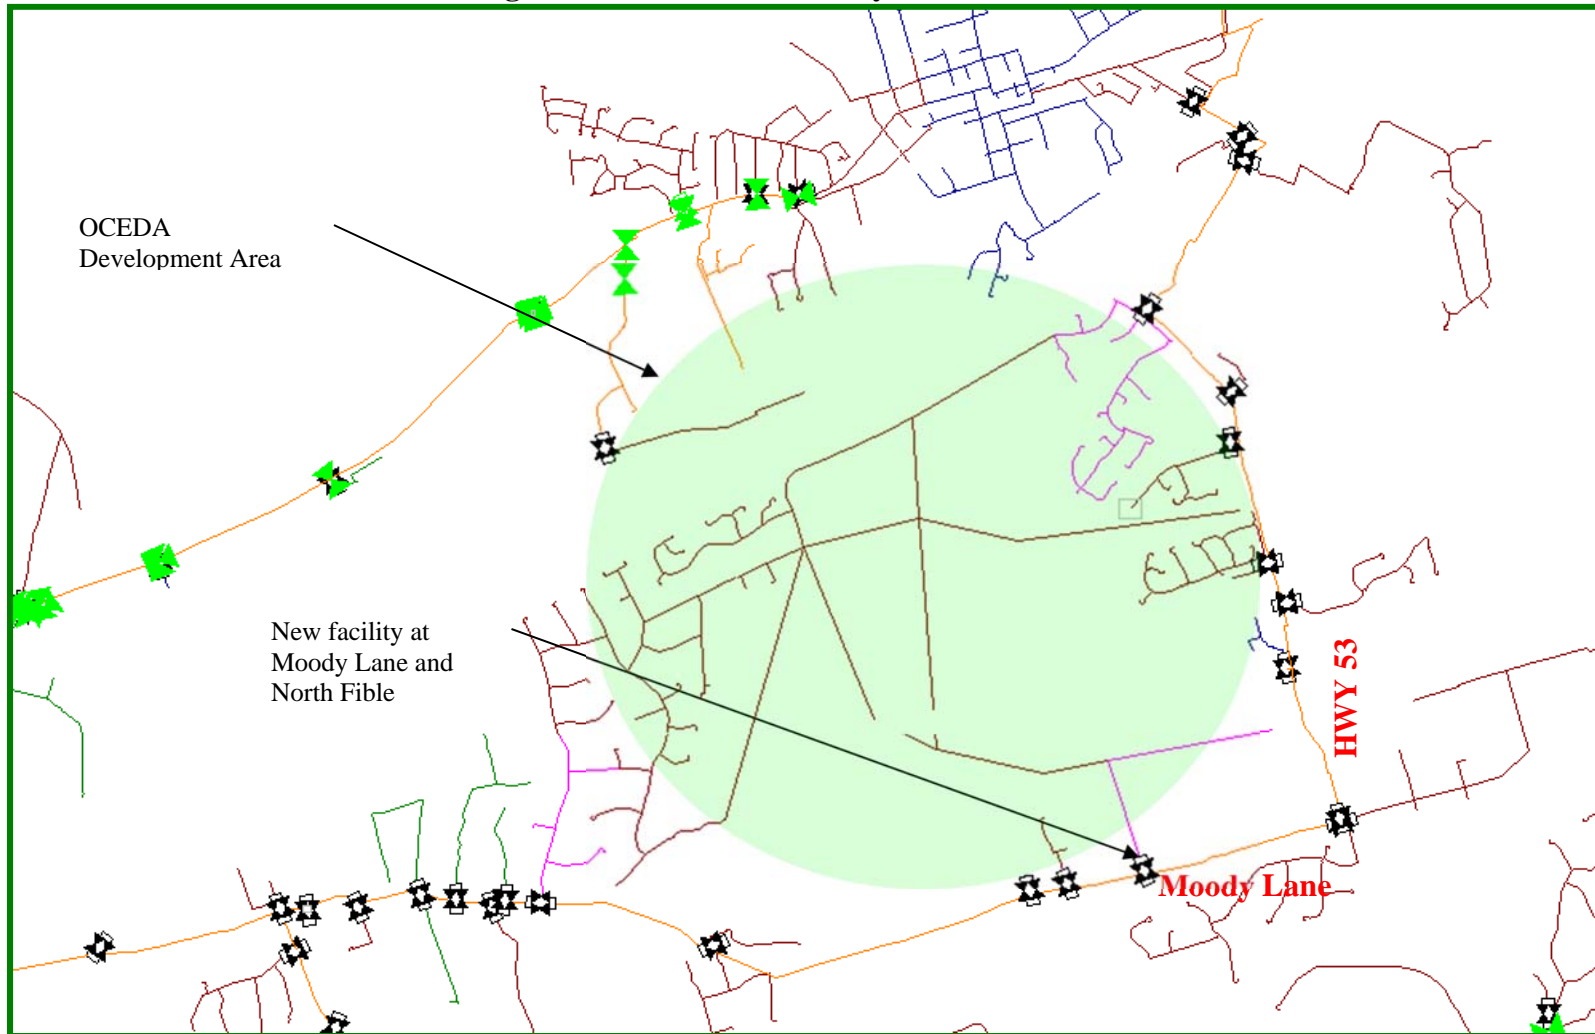 OCEDA
Development Area
New facility at
Moody Lane and
North Fible
HWY 53
Moody Lane